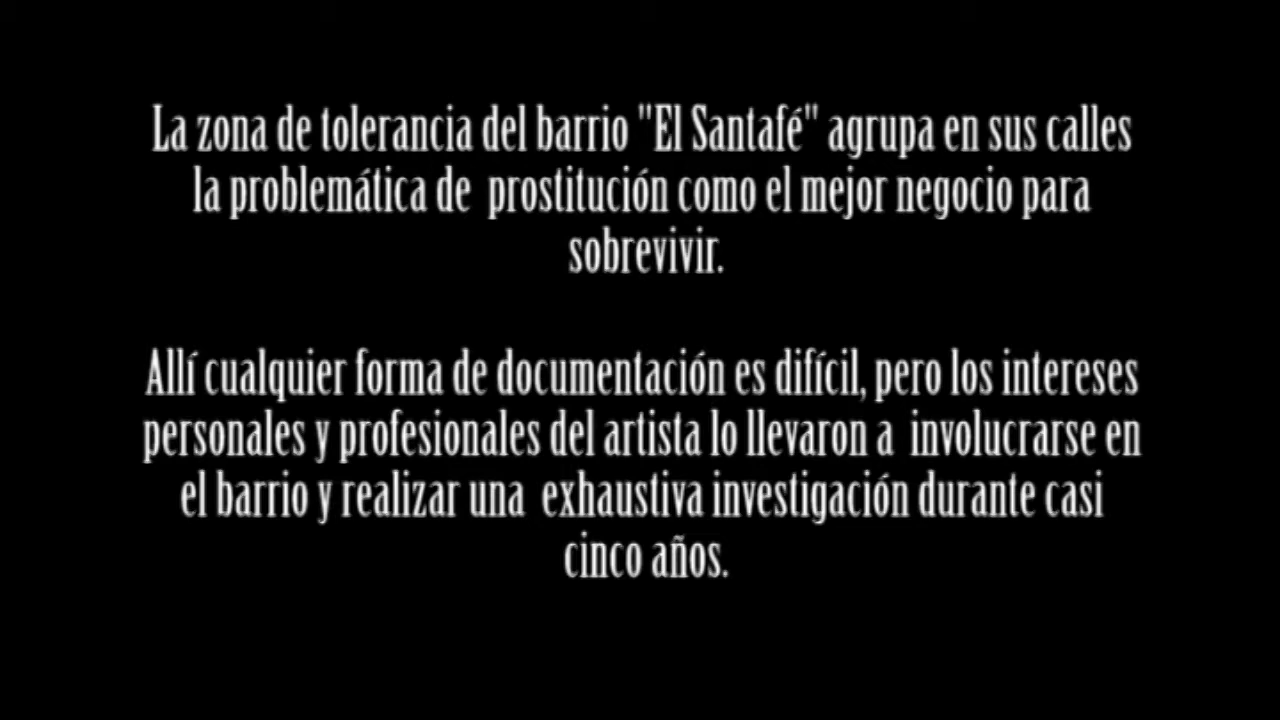 La zona de tolerancia del barrio "El Santafé" agrupa en sus calles
la problemática de prostitución como el mejor negocio para
sobrevivir.
Allí cualquier forma de documentación es difícil, pero los intereses
personales y profesionales del artista lo llevaron a involucrarse en
el barrio y realizar una exhaustiva investigación durante casi
cinco años.